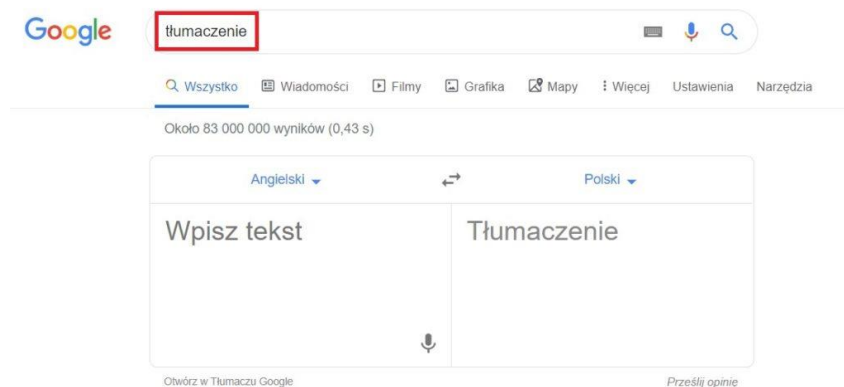 Google tłumaczenie
Wszystko Wiadomości Filmy Grafika Mapy Więcej Ustawienia Narzędzia
Około 83 000 000 wyników (0,43 s)
Angielski Polski
Wpisz tekst Tłumaczenie
Otwórz w Tłumaczu Google Prześlij opinię